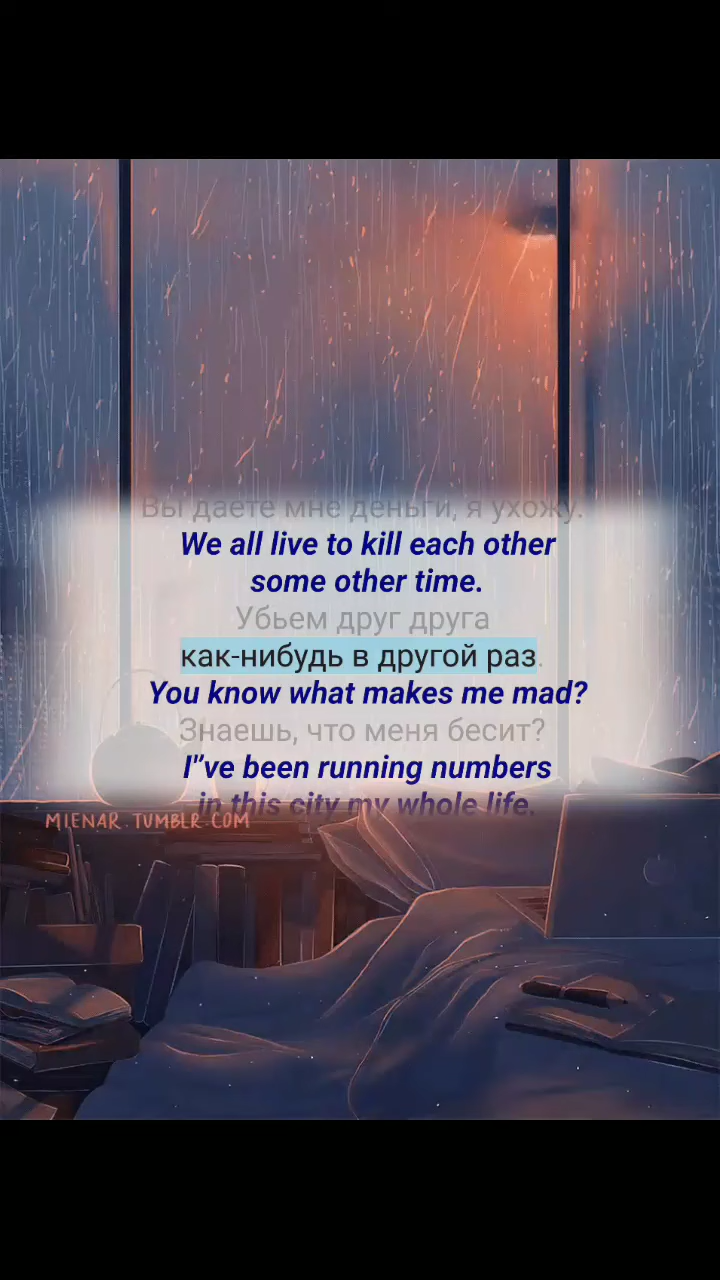 Вы даете мне деньги, я ухожу.
We all live to kill each other
some other time.
Убьем друг друга
как-нибудь в другой раз.
You know what makes me mad?
Знаешь, что меня бесит?
I"ve been running numbers
in this city my whole life.
MIENAR.TUMBLR.COM